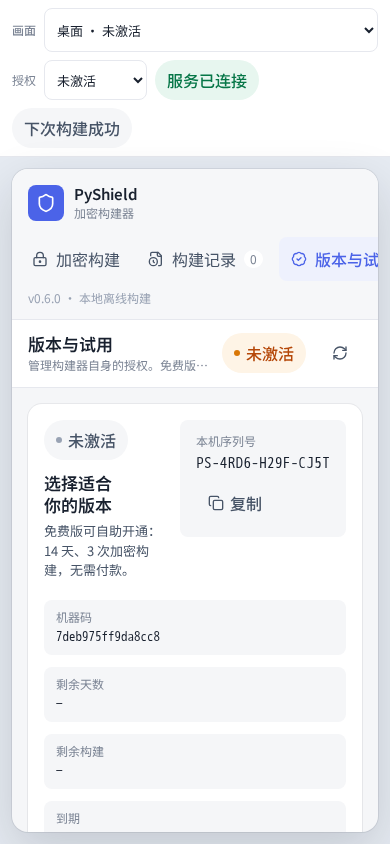 画面
桌面 · 未激活
授权
未激活
服务已连接
下次构建成功
PyShield
加密构建器
加密构建
构建记录
0
版本与试
v0.6.0 · 本地离线构建
版本与试用
管理构建器自身的授权。免费版…
未激活
未激活
选择适合
你的版本
免费版可自助开通：
14 天、3 次加密构
建，无需付款。
本机序列号
PS-4RD6-H29F-CJ5T
复制
机器码
7deb975ff9da8cc8
剩余天数
—
剩余构建
—
到期